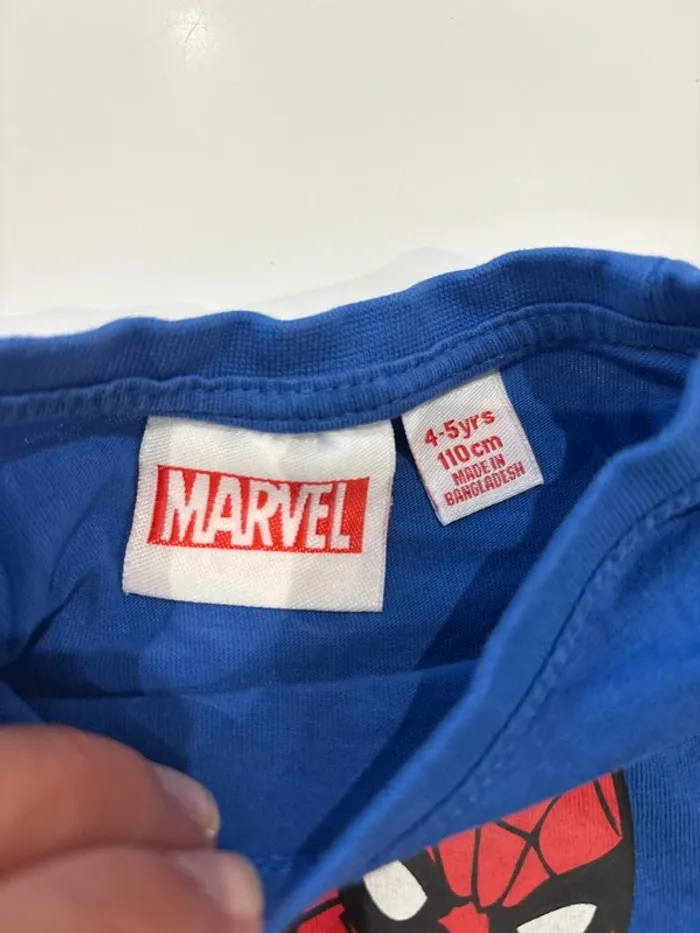 MARVEL
4-5yrs
110cm
MADE IN
BANGLADESH